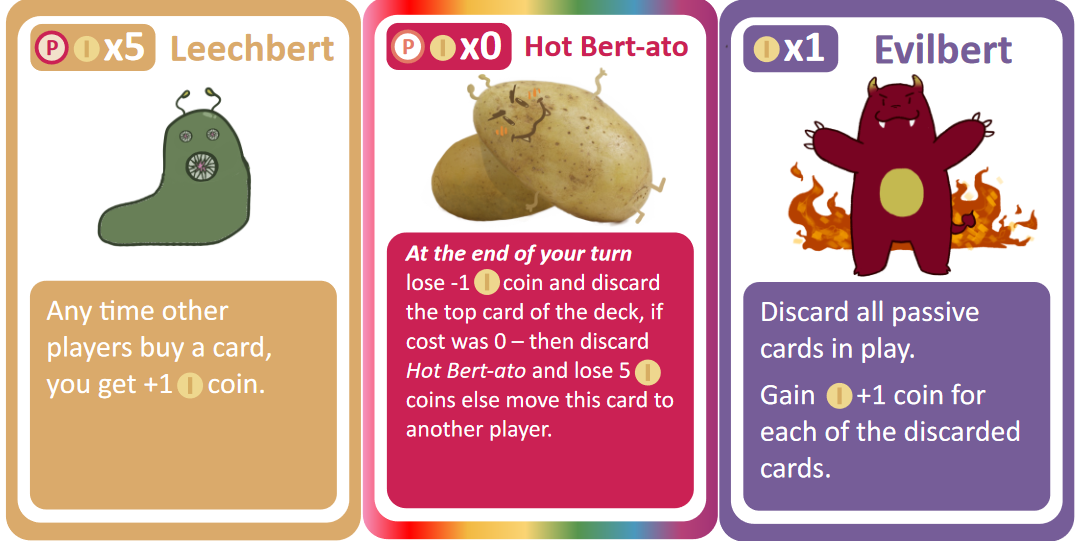 P I x5 Leechbert
Any time other
players buy a card,
you get +1 I coin.
P I x0 Hot Bert-ato
At the end of your turn
lose -1 I coin and discard
the top card of the deck, if
cost was 0 – then discard
Hot Bert-ato and lose 5 I
coins else move this card to
another player.
I x1 Evilbert
Discard all passive
cards in play.
Gain I +1 coin for
each of the discarded
cards.